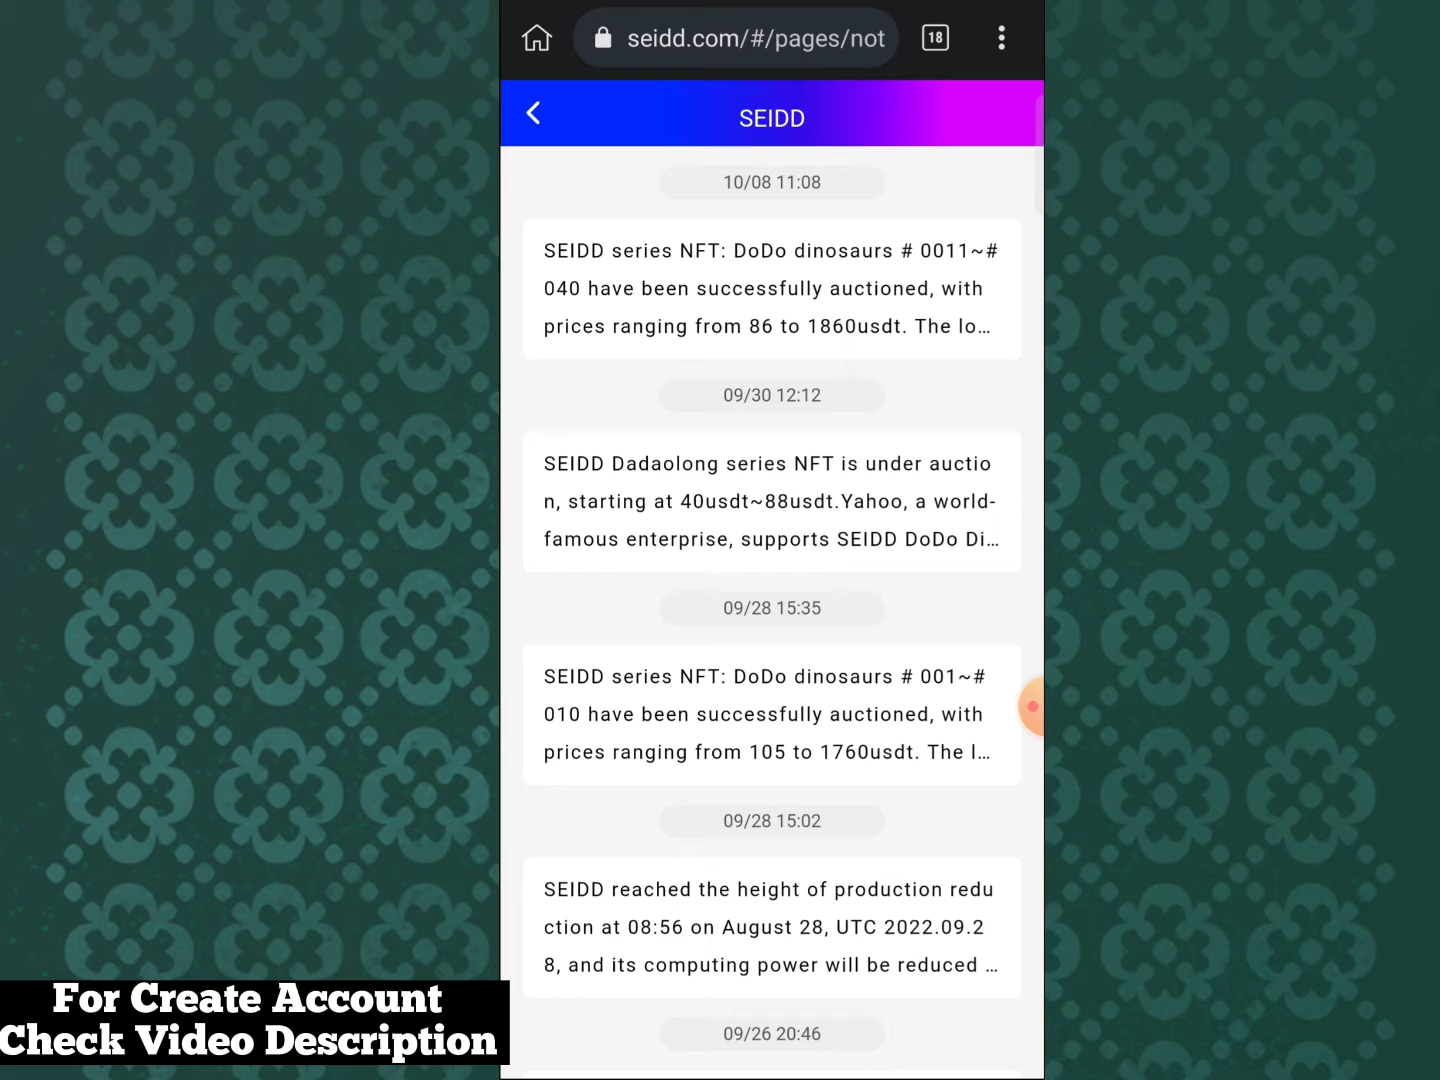 seidd.com/#/pages/not
18
SEIDD
10/08 11:08
SEIDD series NFT: DoDo dinosaurs # 0011~#
040 have been successfully auctioned, with
prices ranging from 86 to 1860usdt. The lo...
09/30 12:12
SEIDD Dadaolong series NFT is under auctio
n, starting at 40usdt~88usdt.Yahoo, a world-
famous enterprise, supports SEIDD DoDo Di...
09/28 15:35
SEIDD series NFT: DoDo dinosaurs # 001~#
010 have been successfully auctioned, with
prices ranging from 105 to 1760usdt. The l...
09/28 15:02
SEIDD reached the height of production redu
ction at 08:56 on August 28, UTC 2022.09.2
8, and its computing power will be reduced ...
09/26 20:46
For Create Account
Check Video Description